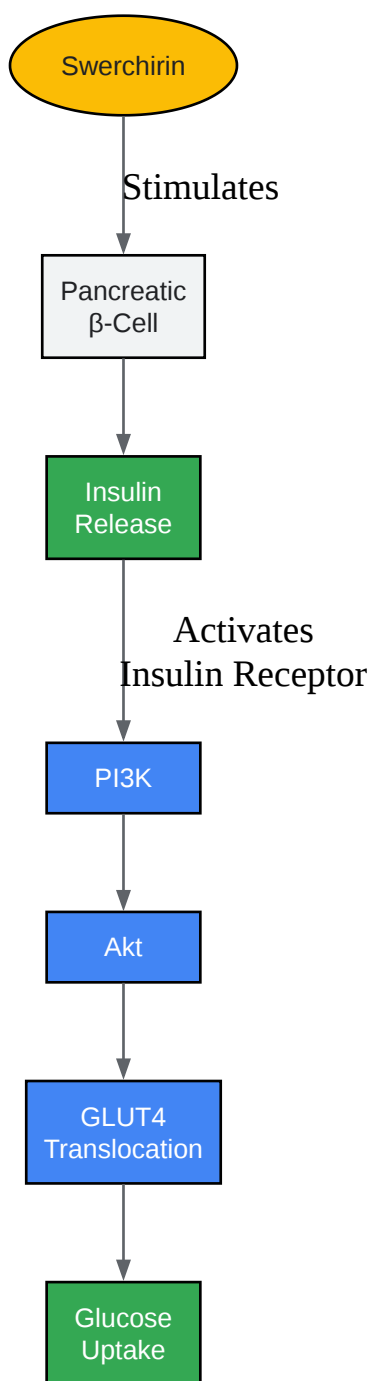 Swerchirin
Stimulates
Pancreatic
β-Cell
Insulin
Release
Activates
Insulin Receptor
PI3K
Akt
GLUT4
Translocation
Glucose
Uptake